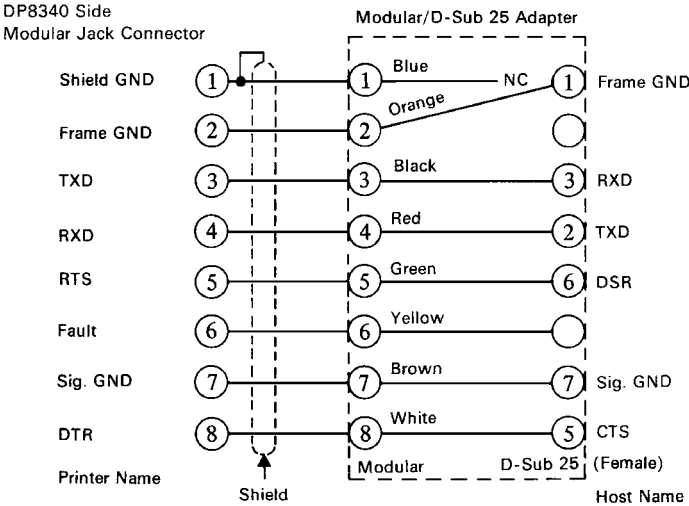 DP8340 Side
Modular Jack Connector
Modular/D-Sub 25 Adapter
Shield GND 1 1 Blue NC 1 Frame GND
Frame GND 2 2 Orange
TXD 3 3 Black 3 RXD
RXD 4 4 Red 2 TXD
RTS 5 5 Green 6 DSR
Fault 6 6 Yellow
Sig. GND 7 7 Brown 7 Sig. GND
DTR 8 8 White 5 CTS
Printer Name
Shield
Modular D-Sub 25 (Female)
Host Name